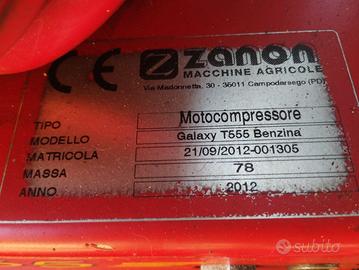 CE Zanon
MACCHINE AGRICOLE
Via Madonnetta, 30 - 35011 Campodarsego (PD)
TIPO Motocompressore
MODELLO Galaxy T555 Benzina
MATRICOLA 21/09/2012-001305
MASSA 78
ANNO 2012
subito